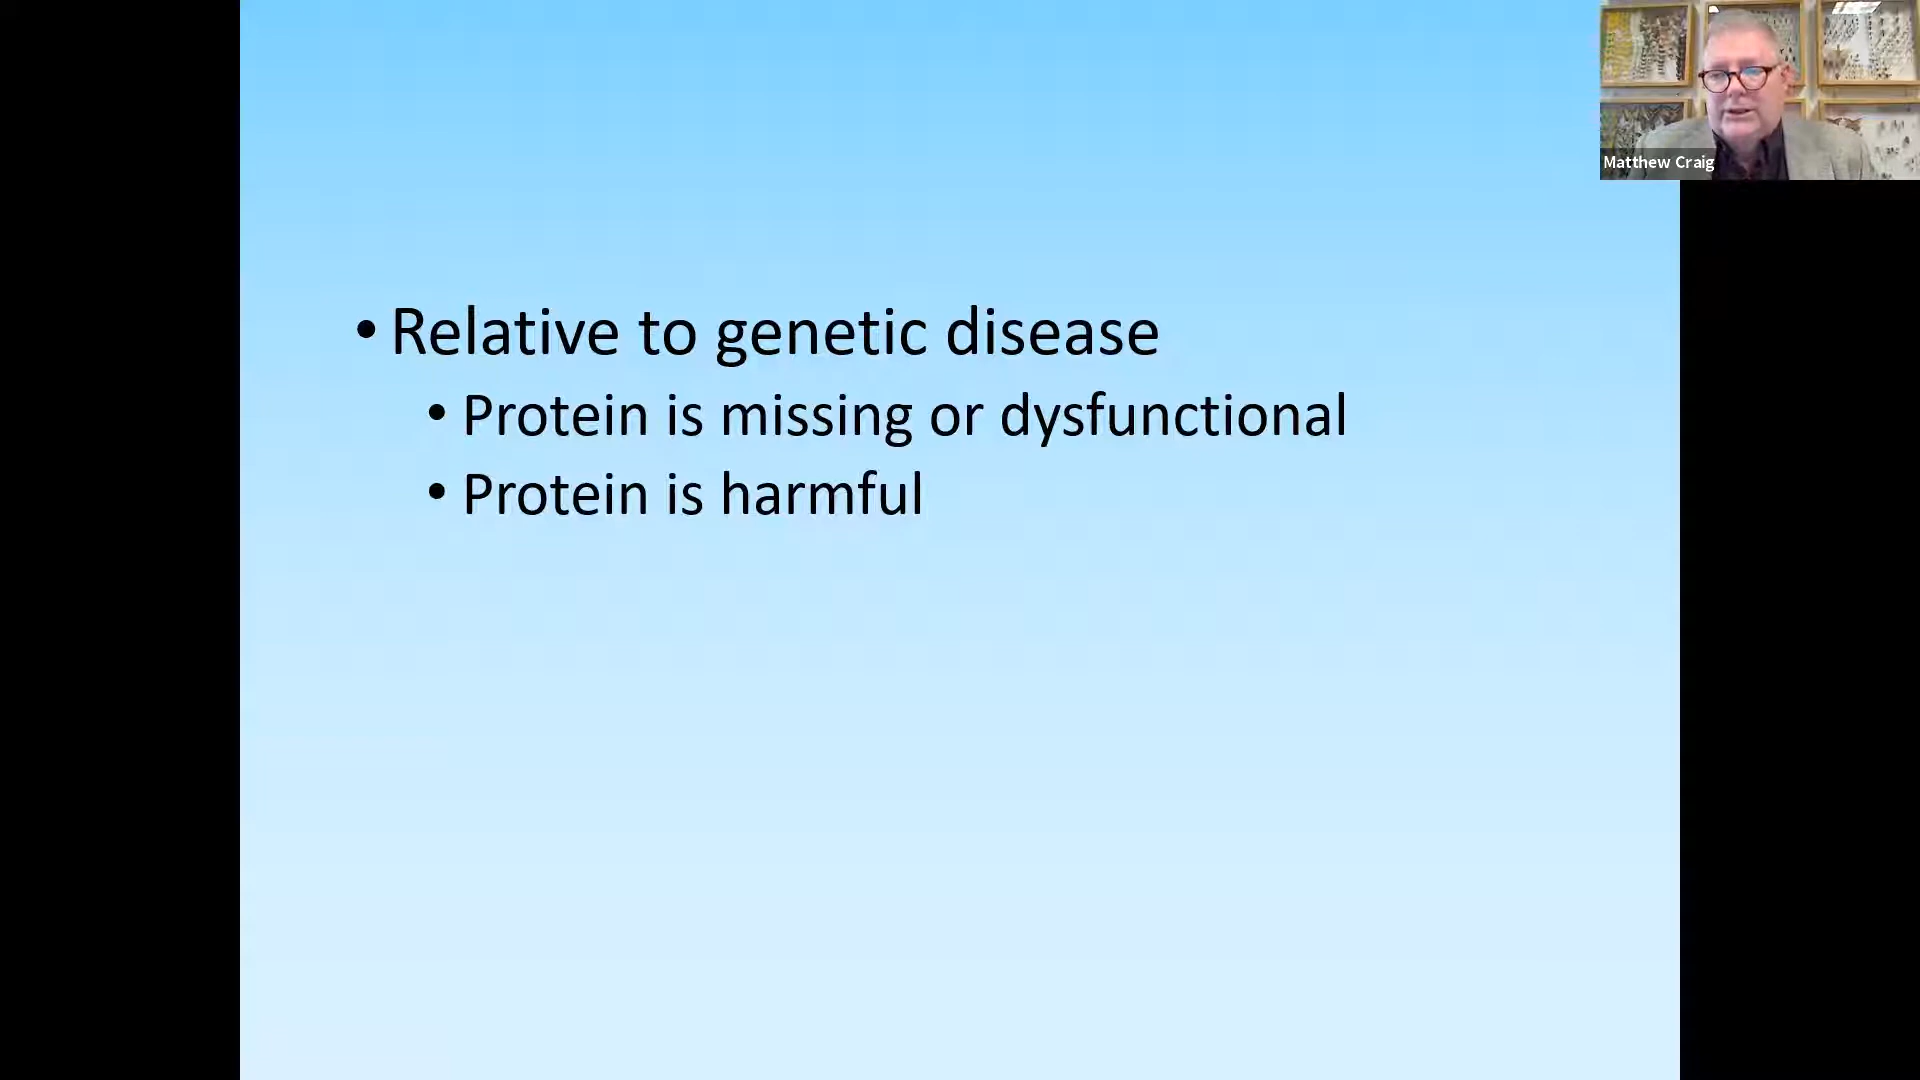 Matthew Craig
• Relative to genetic disease
• Protein is missing or dysfunctional
• Protein is harmful